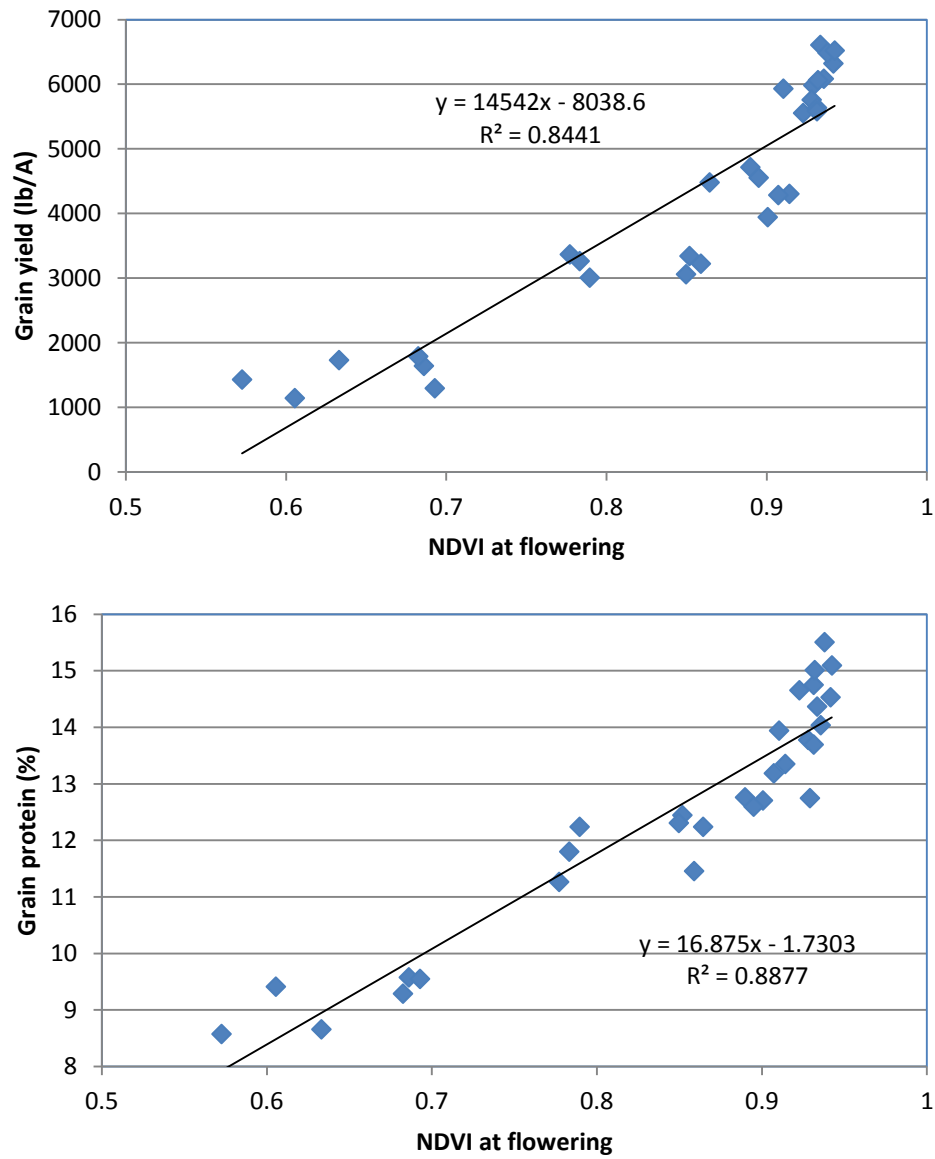 7000
6000
5000
4000
3000
2000
1000
0
Grain yield (lb/A)
y = 14542x - 8038.6
R² = 0.8441
0.5 0.6 0.7 0.8 0.9 1
NDVI at flowering
16
15
14
13
12
11
10
9
8
Grain protein (%)
y = 16.875x - 1.7303
R² = 0.8877
0.5 0.6 0.7 0.8 0.9 1
NDVI at flowering